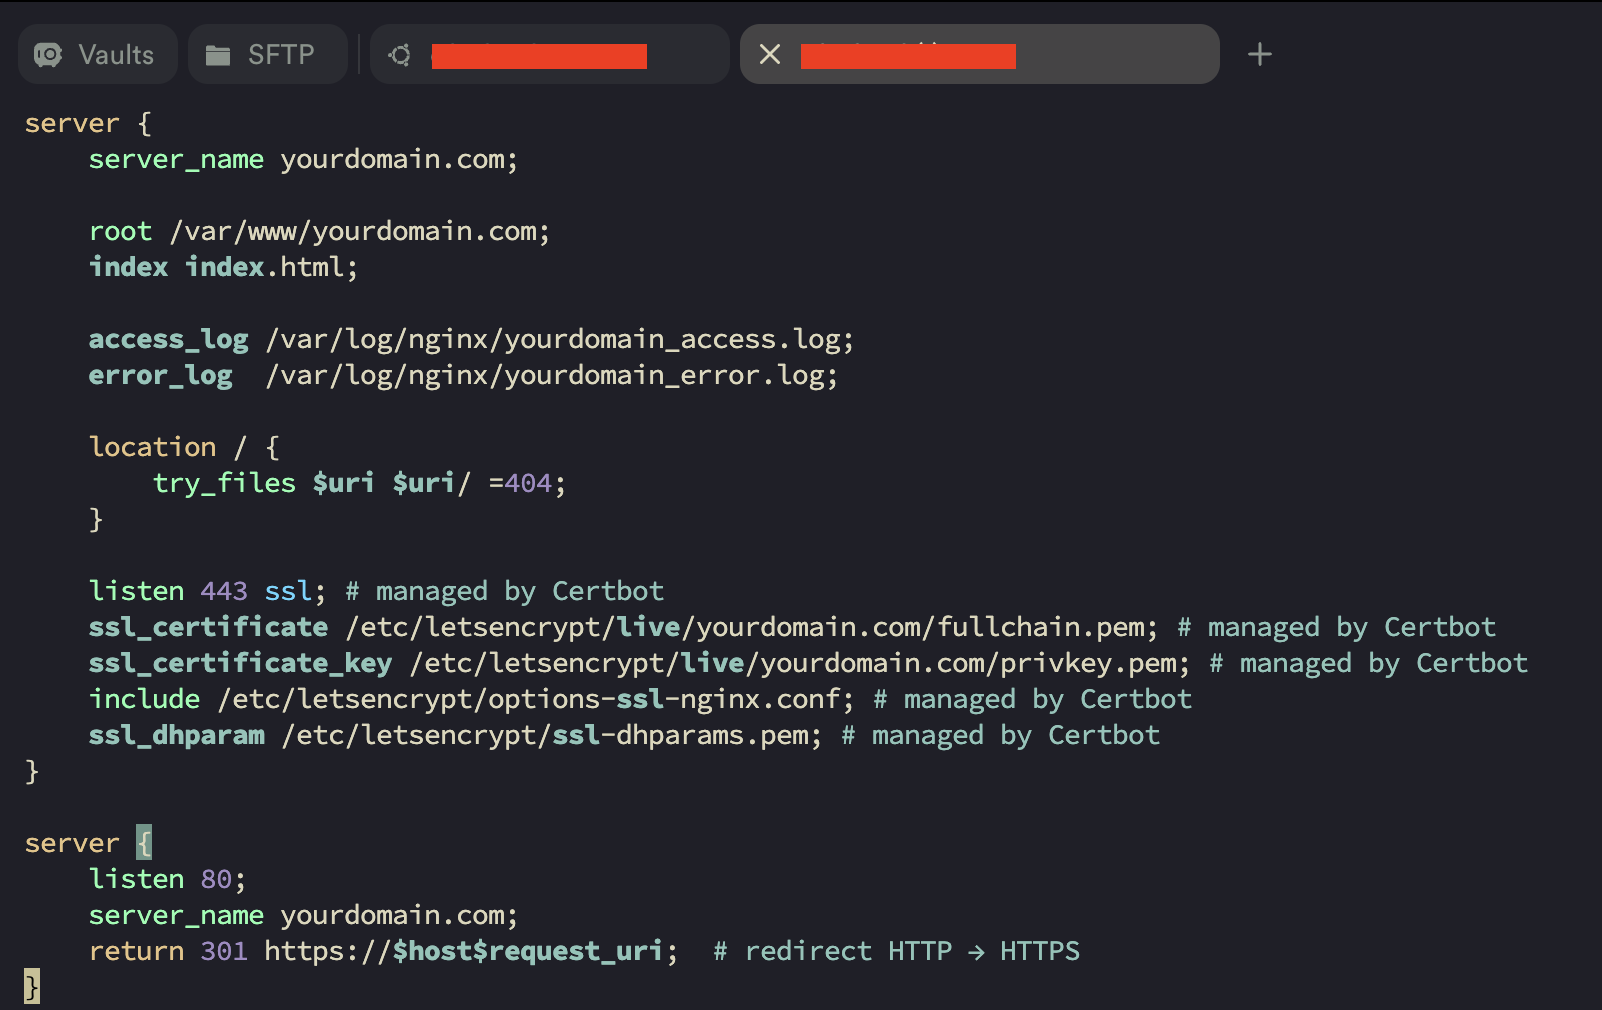 Vaults SFTP
server {
    server_name yourdomain.com;

    root /var/www/yourdomain.com;
    index index.html;

    access_log /var/log/nginx/yourdomain_access.log;
    error_log  /var/log/nginx/yourdomain_error.log;

    location / {
        try_files $uri $uri/ =404;
    }

    listen 443 ssl; # managed by Certbot
    ssl_certificate /etc/letsencrypt/live/yourdomain.com/fullchain.pem; # managed by Certbot
    ssl_certificate_key /etc/letsencrypt/live/yourdomain.com/privkey.pem; # managed by Certbot
    include /etc/letsencrypt/options-ssl-nginx.conf; # managed by Certbot
    ssl_dhparam /etc/letsencrypt/ssl-dhparams.pem; # managed by Certbot
}

server {
    listen 80;
    server_name yourdomain.com;
    return 301 https://$host$request_uri;  # redirect HTTP → HTTPS
}